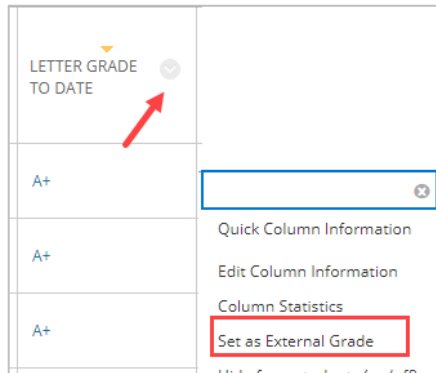 LETTER GRADE
TO DATE
A+
A+
A+
Quick Column Information
Edit Column Information
Column Statistics
Set as External Grade